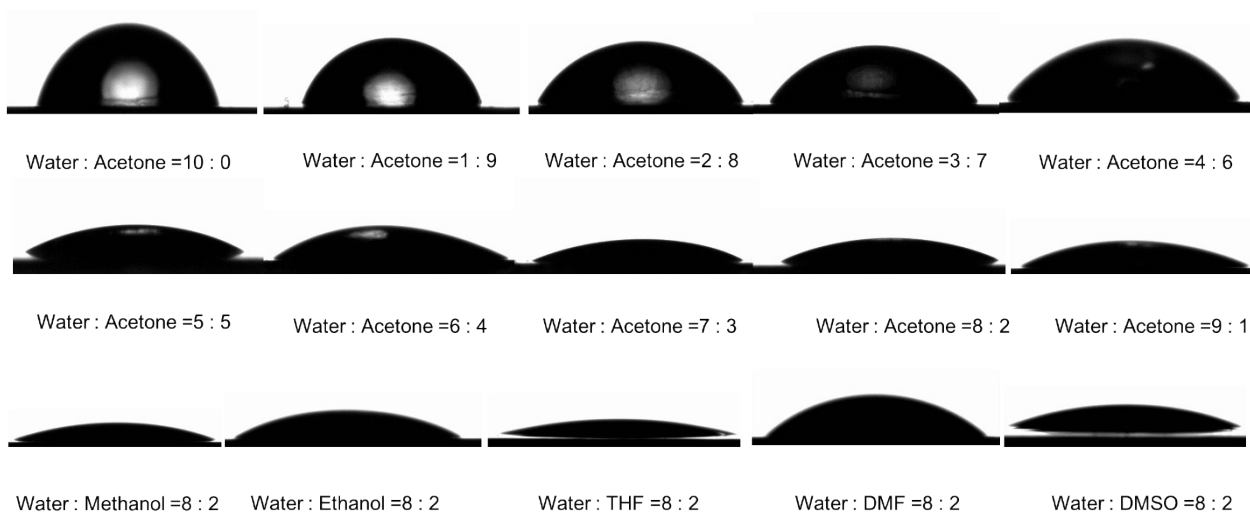 Water : Acetone =10 : 0
Water : Acetone =1 : 9
Water : Acetone =2 : 8
Water : Acetone =3 : 7
Water : Acetone =4 : 6
Water : Acetone =5 : 5
Water : Acetone =6 : 4
Water : Acetone =7 : 3
Water : Acetone =8 : 2
Water : Acetone =9 : 1
Water : Methanol =8 : 2
Water : Ethanol =8 : 2
Water : THF =8 : 2
Water : DMF =8 : 2
Water : DMSO =8 : 2